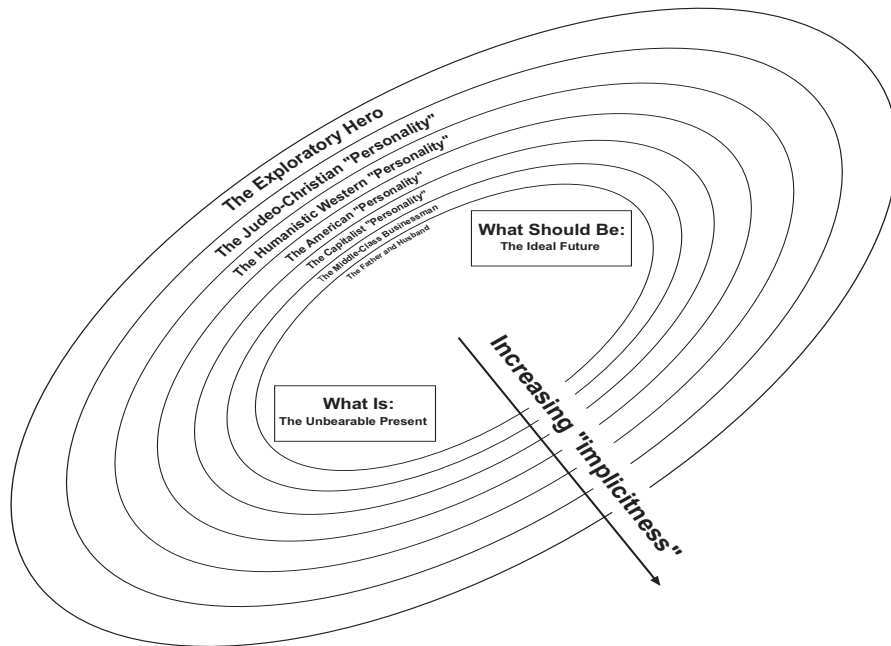 The Exploratory Hero
The Judeo-Christian "Personality"
The Humanistic Western "Personality"
The American "Personality"
The Capitalist "Personality"
The Middle-Class Businessman
The Father and Husband
What Should Be:
The Ideal Future
What Is:
The Unbearable Present
Increasing "implicitness"